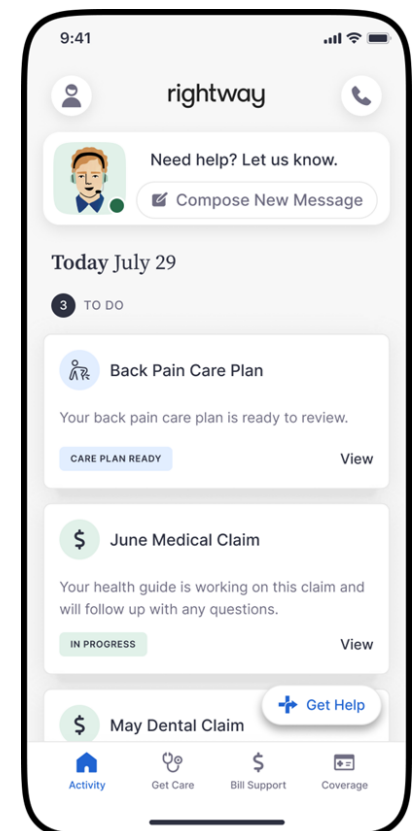 9:41
rightway
Need help? Let us know.
Compose New Message
Today July 29
3 TO DO
Back Pain Care Plan
Your back pain care plan is ready to review.
CARE PLAN READY View
$ June Medical Claim
Your health guide is working on this claim and
will follow up with any questions.
IN PROGRESS View
Get Help
$ May Dental Claim
$
Activity Get Care Bill Support Coverage